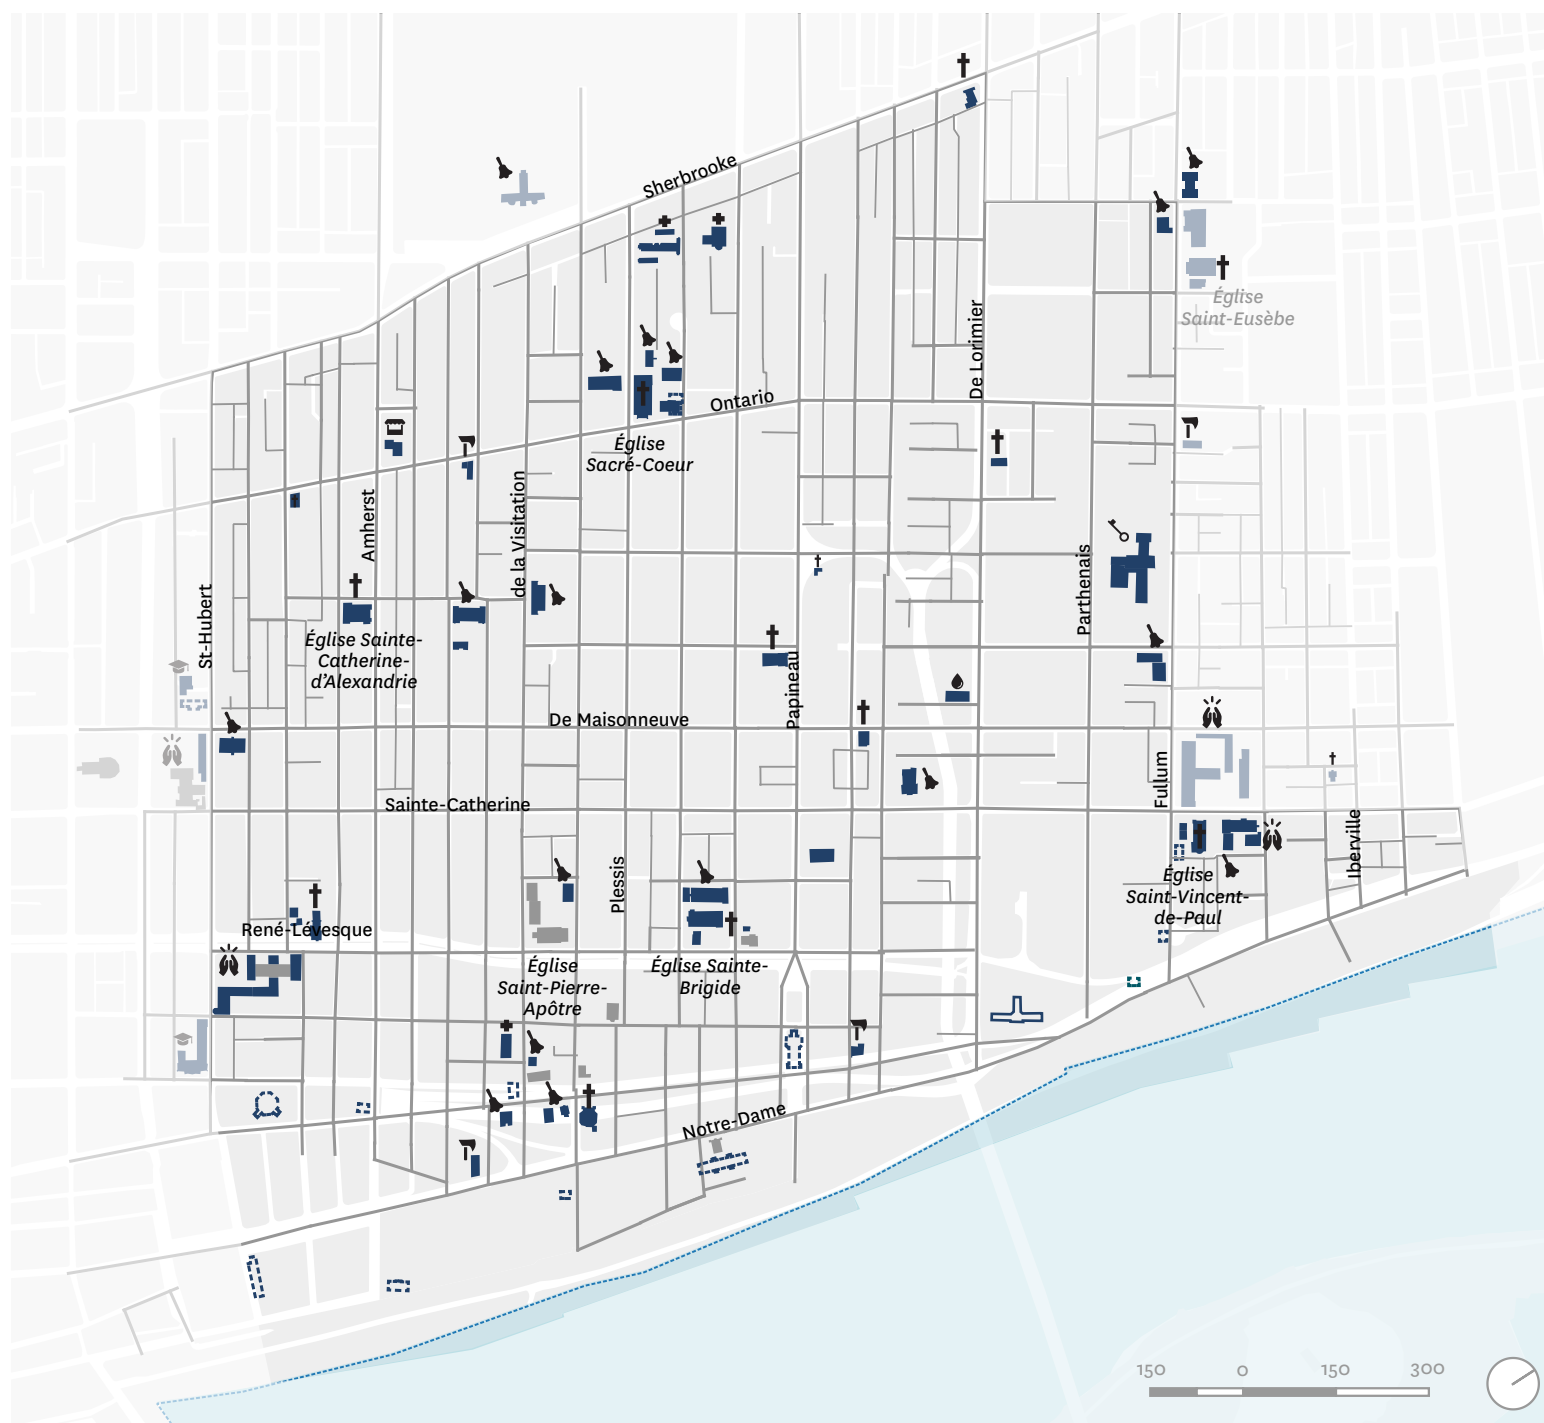 Sherbrooke
Église
Saint-Eusèbe
De Lorimier
Ontario
Église
Sacré-Coeur
Amherst
de la Visitation
St-Hubert
Parthenais
Église Sainte-
Catherine-
d'Alexandrie
Papineau
De Maisonneuve
Fullum
Sainte-Catherine
Iberville
Plessis
Église
Saint-Vincent-
de-Paul
René-Lévesque
Église
Saint-Pierre-
Apôtre
Église Sainte-
Brigide
Notre-Dame
150 0 150 300